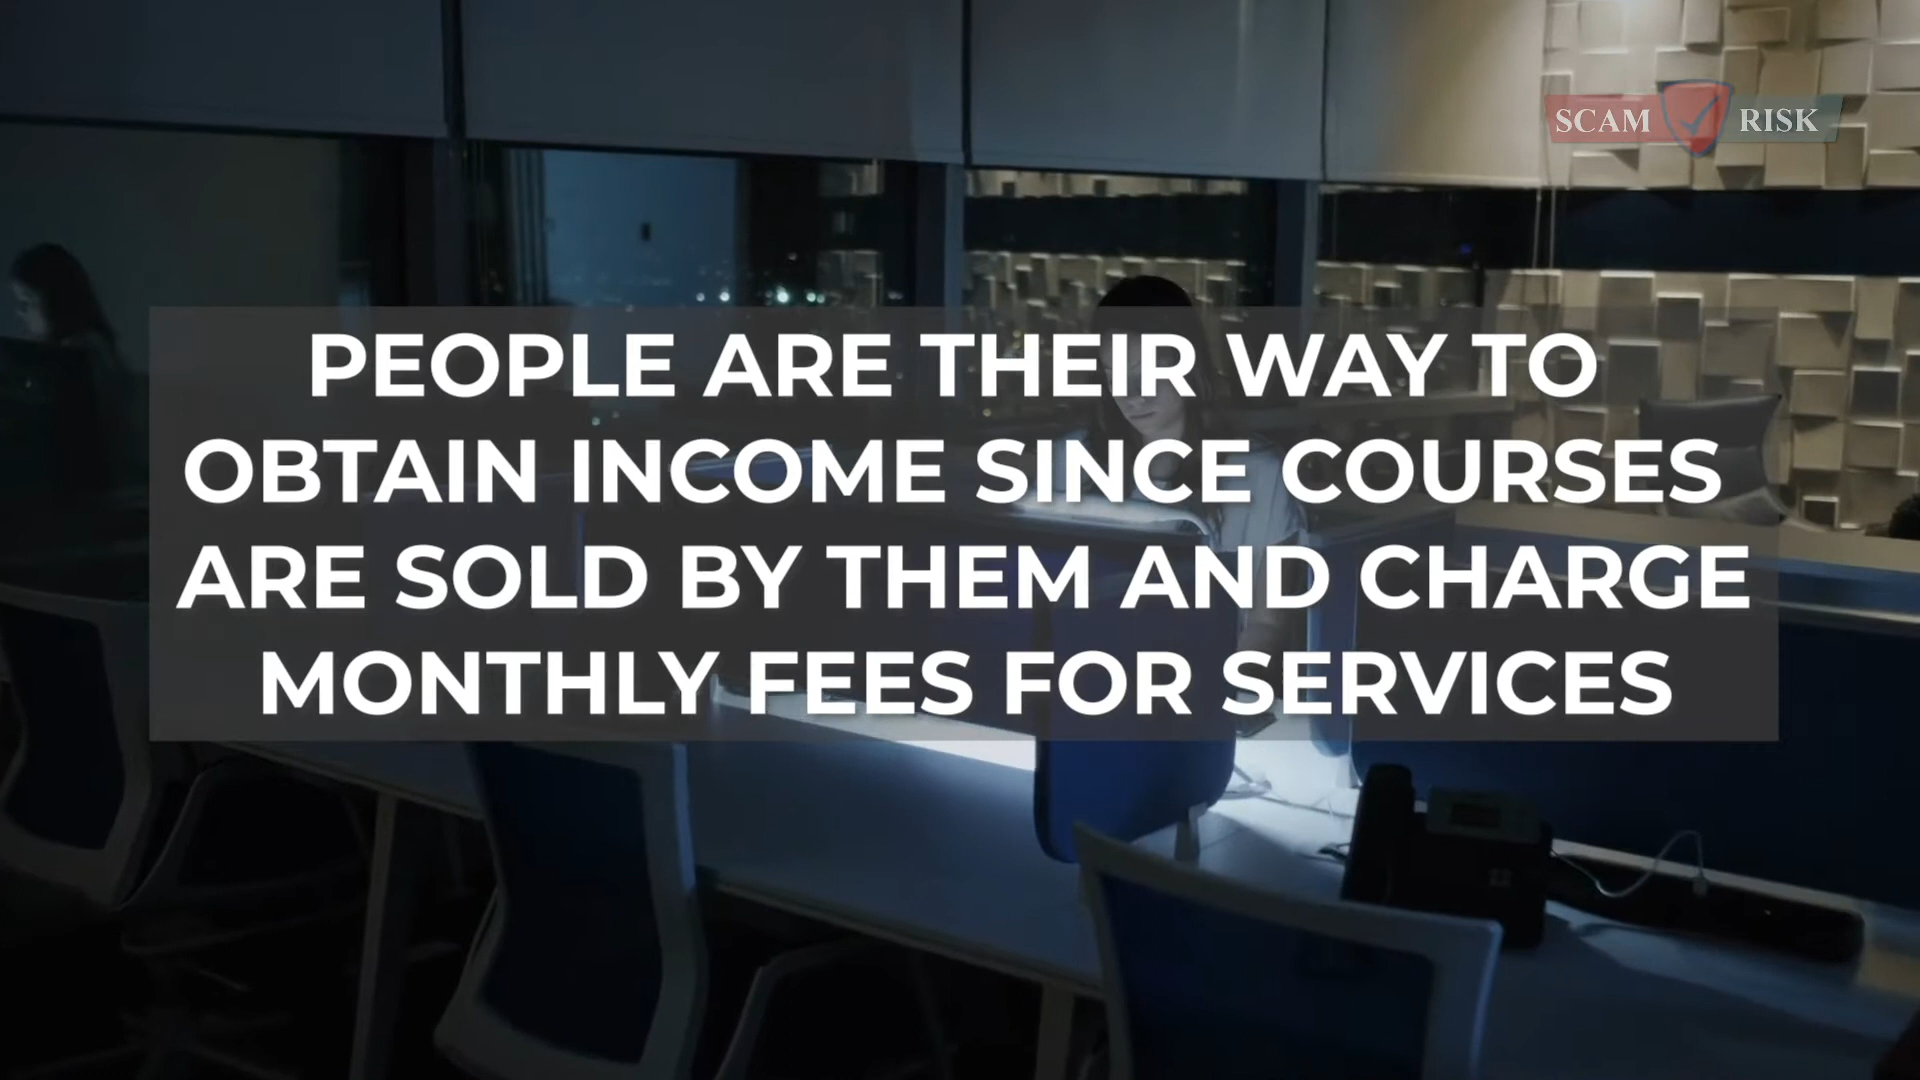 SCAM RISK
PEOPLE ARE THEIR WAY TO
OBTAIN INCOME SINCE COURSES
ARE SOLD BY THEM AND CHARGE
MONTHLY FEES FOR SERVICES